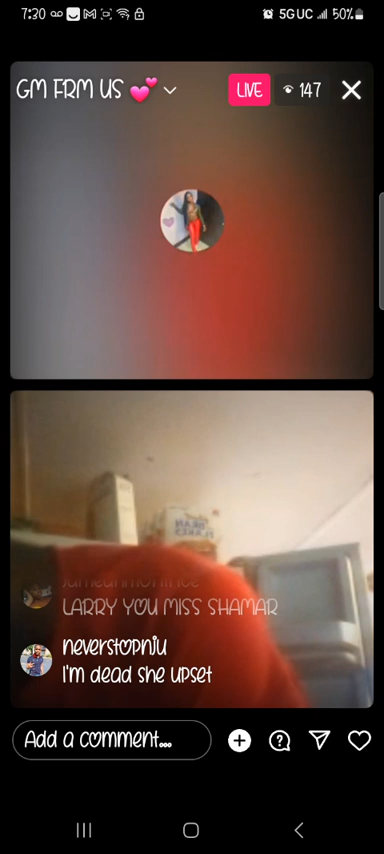 7:30
5G UC
50%
GM FRM US 💕
LIVE
147
LARRY YOU MISS SHAMAR
neverstopnju
I'm dead she upset
Add a comment...